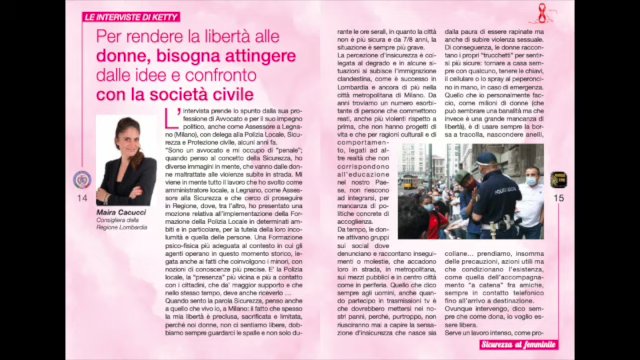 LE INTERVISTE DI KETTY
Per rendere la libertà alle
donne, bisogna attingere
dalle idee e confronto
con la società civile
Maira Cacucci
Consigliera della
Regione Lombardia
14
L'intervista prende lo spunto dalla sua pro-
fessione di Avvocato e per il suo impegno
politico, anche come Assessore a Legna-
no (Milano), con delega alla Polizia Locale, Sicu-
rezza e Protezione civile, alcuni anni fa.
"Sono un avvocato e mi occupo di "penale";
quando penso al concetto della Sicurezza, ho
diverse immagini in mente, che vanno dalle don-
ne maltrattate alle violenze subite in strada. Mi
viene in mente tutto il lavoro che ho svolto come
amministratore locale, a Legnano, come Asses-
sore alla Sicurezza e che cerco di proseguire
in Regione, dove, tra l'altro, ho presentato una
mozione relativa all'implementazione della For-
mazione della Polizia Locale in determinati ambi-
ti e in particolare, per la tutela della loro inco-
lumità e quella delle persone. Una Formazione
psico-fisica più adeguata al contesto in cui gli
agenti operano in questo momento storico, le-
gata anche ai fatti che coinvolgono i minori, con
nozioni di conoscenze più precise. E' la Polizia
locale, la "presenza" più vicina e più a contatto
con i cittadini, che da' maggior supporto e che
nello stesso tempo, deve anche riceverlo ...
Quando sento la parola Sicurezza, penso anche
a quello che vivo io, a Milano: il fatto che spesso
la mia libertà è preclusa, sacrificata e limitata,
perché noi donne, non ci sentiamo libere, dob-
biamo sempre guardarci le spalle e non solo du-
rante le ore serali, in quanto la città
non è più sicura e da 7/8 anni, la
situazione è sempre più grave.
La percezione d'insicurezza è coi-
legata al degrado e in alcune si-
tuazioni si subisce l'immigrazione
clandestina, come è successo in
Lombardia e ancora di più nella
città metropolitana di Milano. Da
anni troviamo un numero esorbi-
tante di persone che commettono
reati, anche più violenti rispetto a
prima, che non hanno progetti di
vita e che per ragioni culturali e di
comportamen-
to, legati ad al-
tre realtà che non
corrispondono
all'educazione
nel nostro Pae-
se, non riescono
ad integrarsi, per
mancanza di po-
litiche concrete di
accoglienza.
Da tempo, le don-
ne attivano gruppi
sui social dove
denunciano e raccontano insegui-
menti o molestie, che accadono
loro in strada, in metropolitana,
sui mezzi pubblici e in centro città
come in periferia. Quello che dico
sempre agli uomini, anche quando
partecipo in trasmissioni tv è
che dovrebbero mettersi nei no-
stri panni, perché, purtroppo, non
riusciranno mai a capire la sensa-
zione d'insicurezza che nasce sia
dalla paura di essere rapinate ma
anche di subire violenza sessuale.
Di conseguenza, le donne raccon-
tano i propri "trucchetti" per sentir-
si più sicure: tornare a casa sem-
pre con qualcuno, tenere le chiavi,
il cellulare o lo spray al peperonci-
no in mano, in caso di emergenza.
Quello che io personalmente fac-
cio, come milioni di donne (che
può sembrare una banalità ma che
invece è una grande mancanza di
libertà), è di usare sempre la bor-
sa a tracolla, nascondere anelli,
collane... prendiamo, insomma
delle precauzioni, azioni utili ma
che condizionano l'esistenza,
come quella dell'accompagna-
mento "a catena" fra amiche,
sempre in contatto telefonico
fino all'arrivo a destinazione.
Ovunque intervengo, dico sem-
pre che come dona, io voglio es-
sere libera.
Serve un lavoro intenso, come pro-
15
Sicurezza al femminile